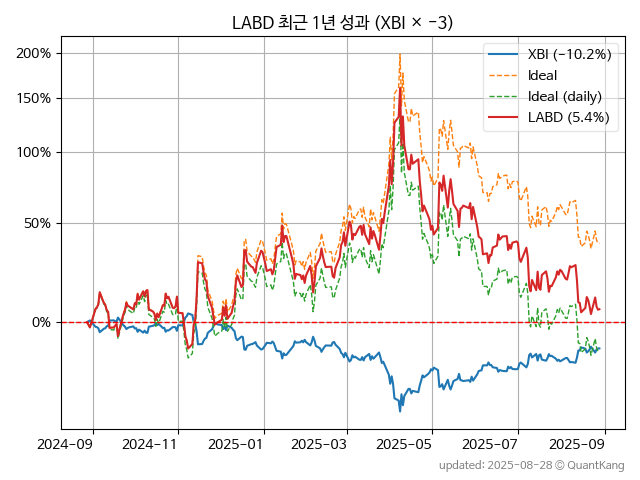 LABD 최근 1년 성과 (XBI × −3)
200%
150%
100%
50%
0%
XBI (−10.2%)
Ideal
Ideal (daily)
LABD (5.4%)
2024-09
2024-11
2025-01
2025-03
2025-05
2025-07
2025-09
updated: 2025-08-28 © QuantKang